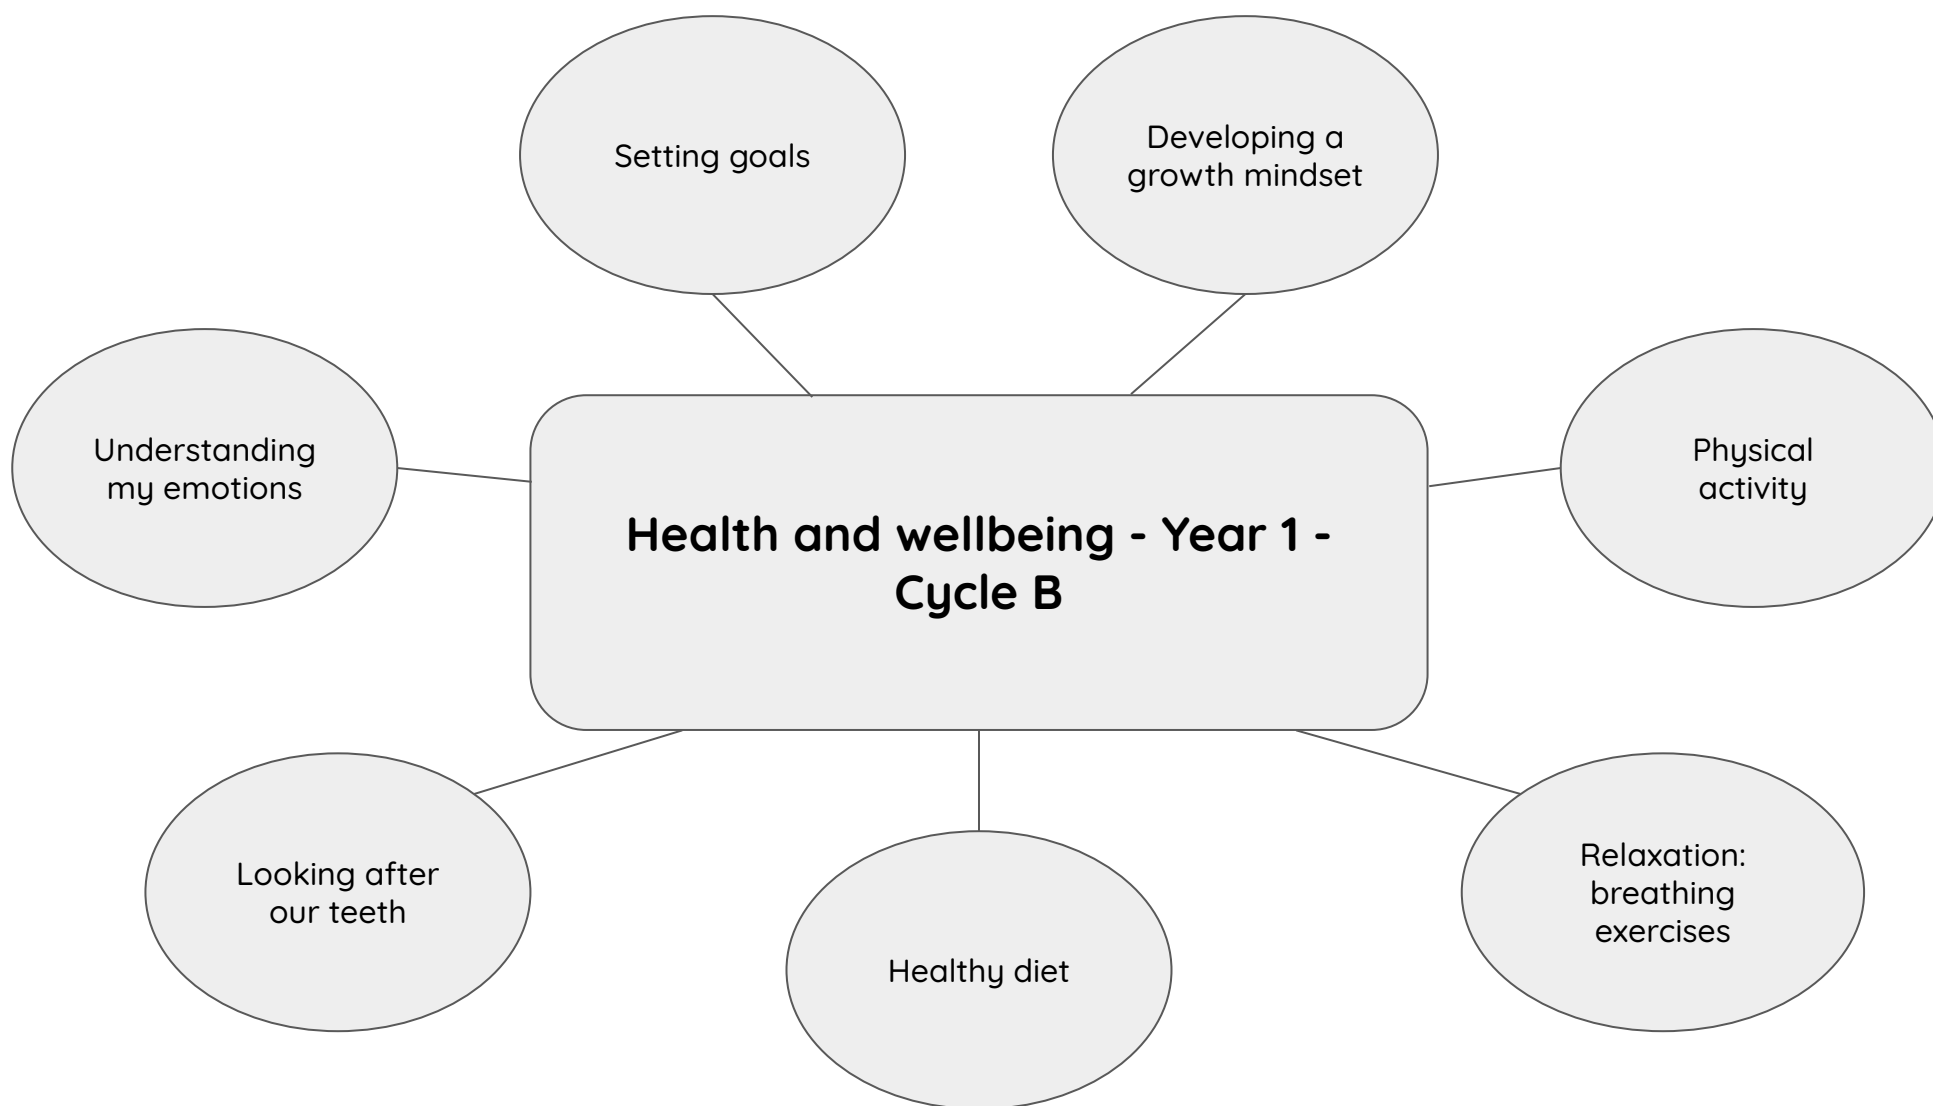 Setting goals
Developing a
growth mindset
Understanding
my emotions
Physical
activity
Health and wellbeing - Year 1 -
Cycle B
Looking after
our teeth
Healthy diet
Relaxation:
breathing
exercises